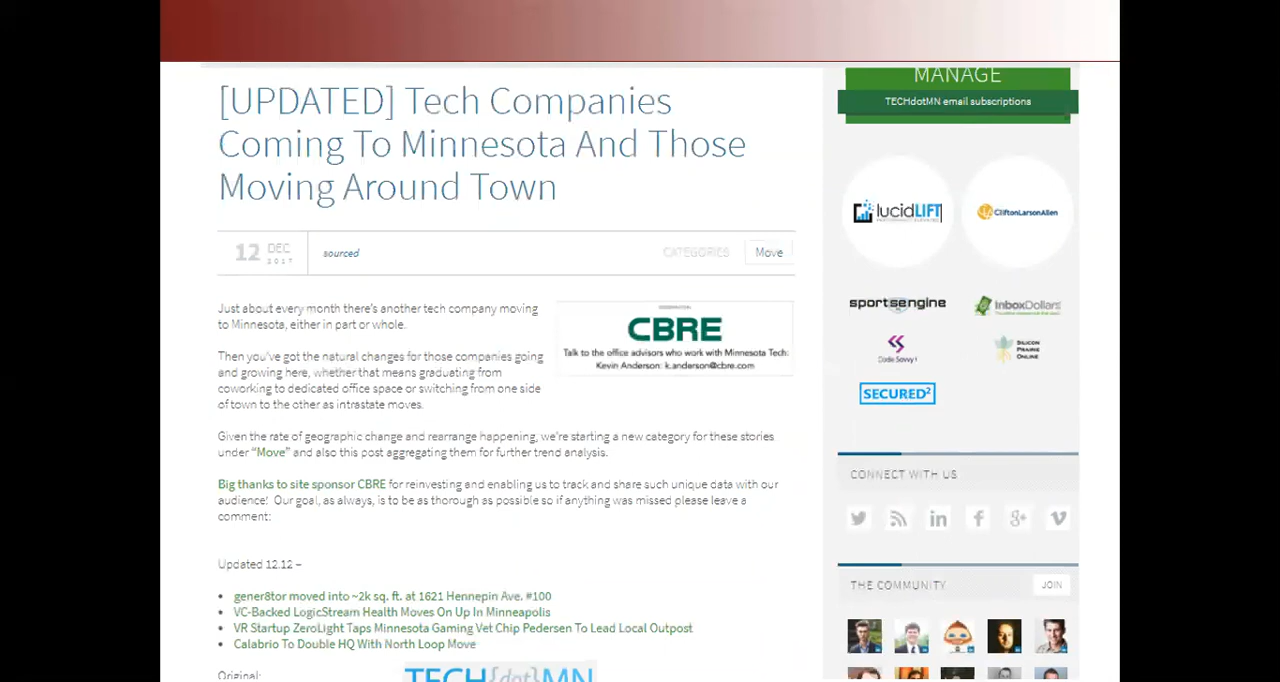 MANAGE
TECHdotMN email subscriptions
[UPDATED] Tech Companies
Coming To Minnesota And Those
Moving Around Town
12 DEC
2017
sourced
CATEGORIES
Move
lucidLIFT
CliftonLarsonAllen
sportsengine
InboxDollars
Code Savvy
SILICON
PRAIRIE
ONLINE
SECURED²
Just about every month there's another tech company moving
to Minnesota, either in part or whole.
CBRE
Talk to the office advisors who work with Minnesota Tech:
Kevin Anderson: k.anderson@cbre.com
Then you've got the natural changes for those companies going
and growing here, whether that means graduating from
coworking to dedicated office space or switching from one side
of town to the other as intrastate moves.
Given the rate of geographic change and rearrange happening, we're starting a new category for these stories
under "Move" and also this post aggregating them for further trend analysis.
Big thanks to site sponsor CBRE for reinvesting and enabling us to track and share such unique data with our
audience! Our goal, as always, is to be as thorough as possible so if anything was missed please leave a
comment:
Updated 12.12 –
• gener8tor moved into ~2k sq. ft. at 1621 Hennepin Ave. #100
• VC-Backed LogicStream Health Moves On Up In Minneapolis
• VR Startup ZeroLight Taps Minnesota Gaming Vet Chip Pedersen To Lead Local Outpost
• Calabrio To Double HQ With North Loop Move
Original:
TECH{dot}MN
CONNECT WITH US
THE COMMUNITY
JOIN